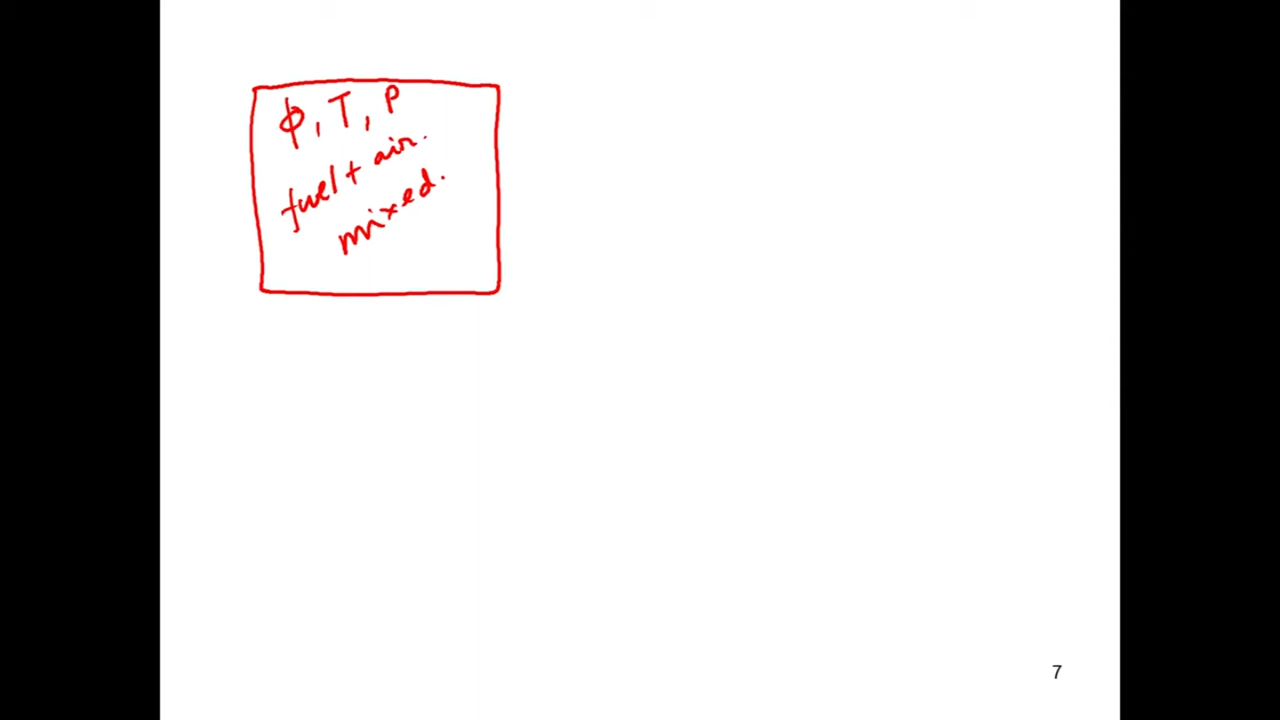 ϕ, T, P
fuel + air.
mixed.
7